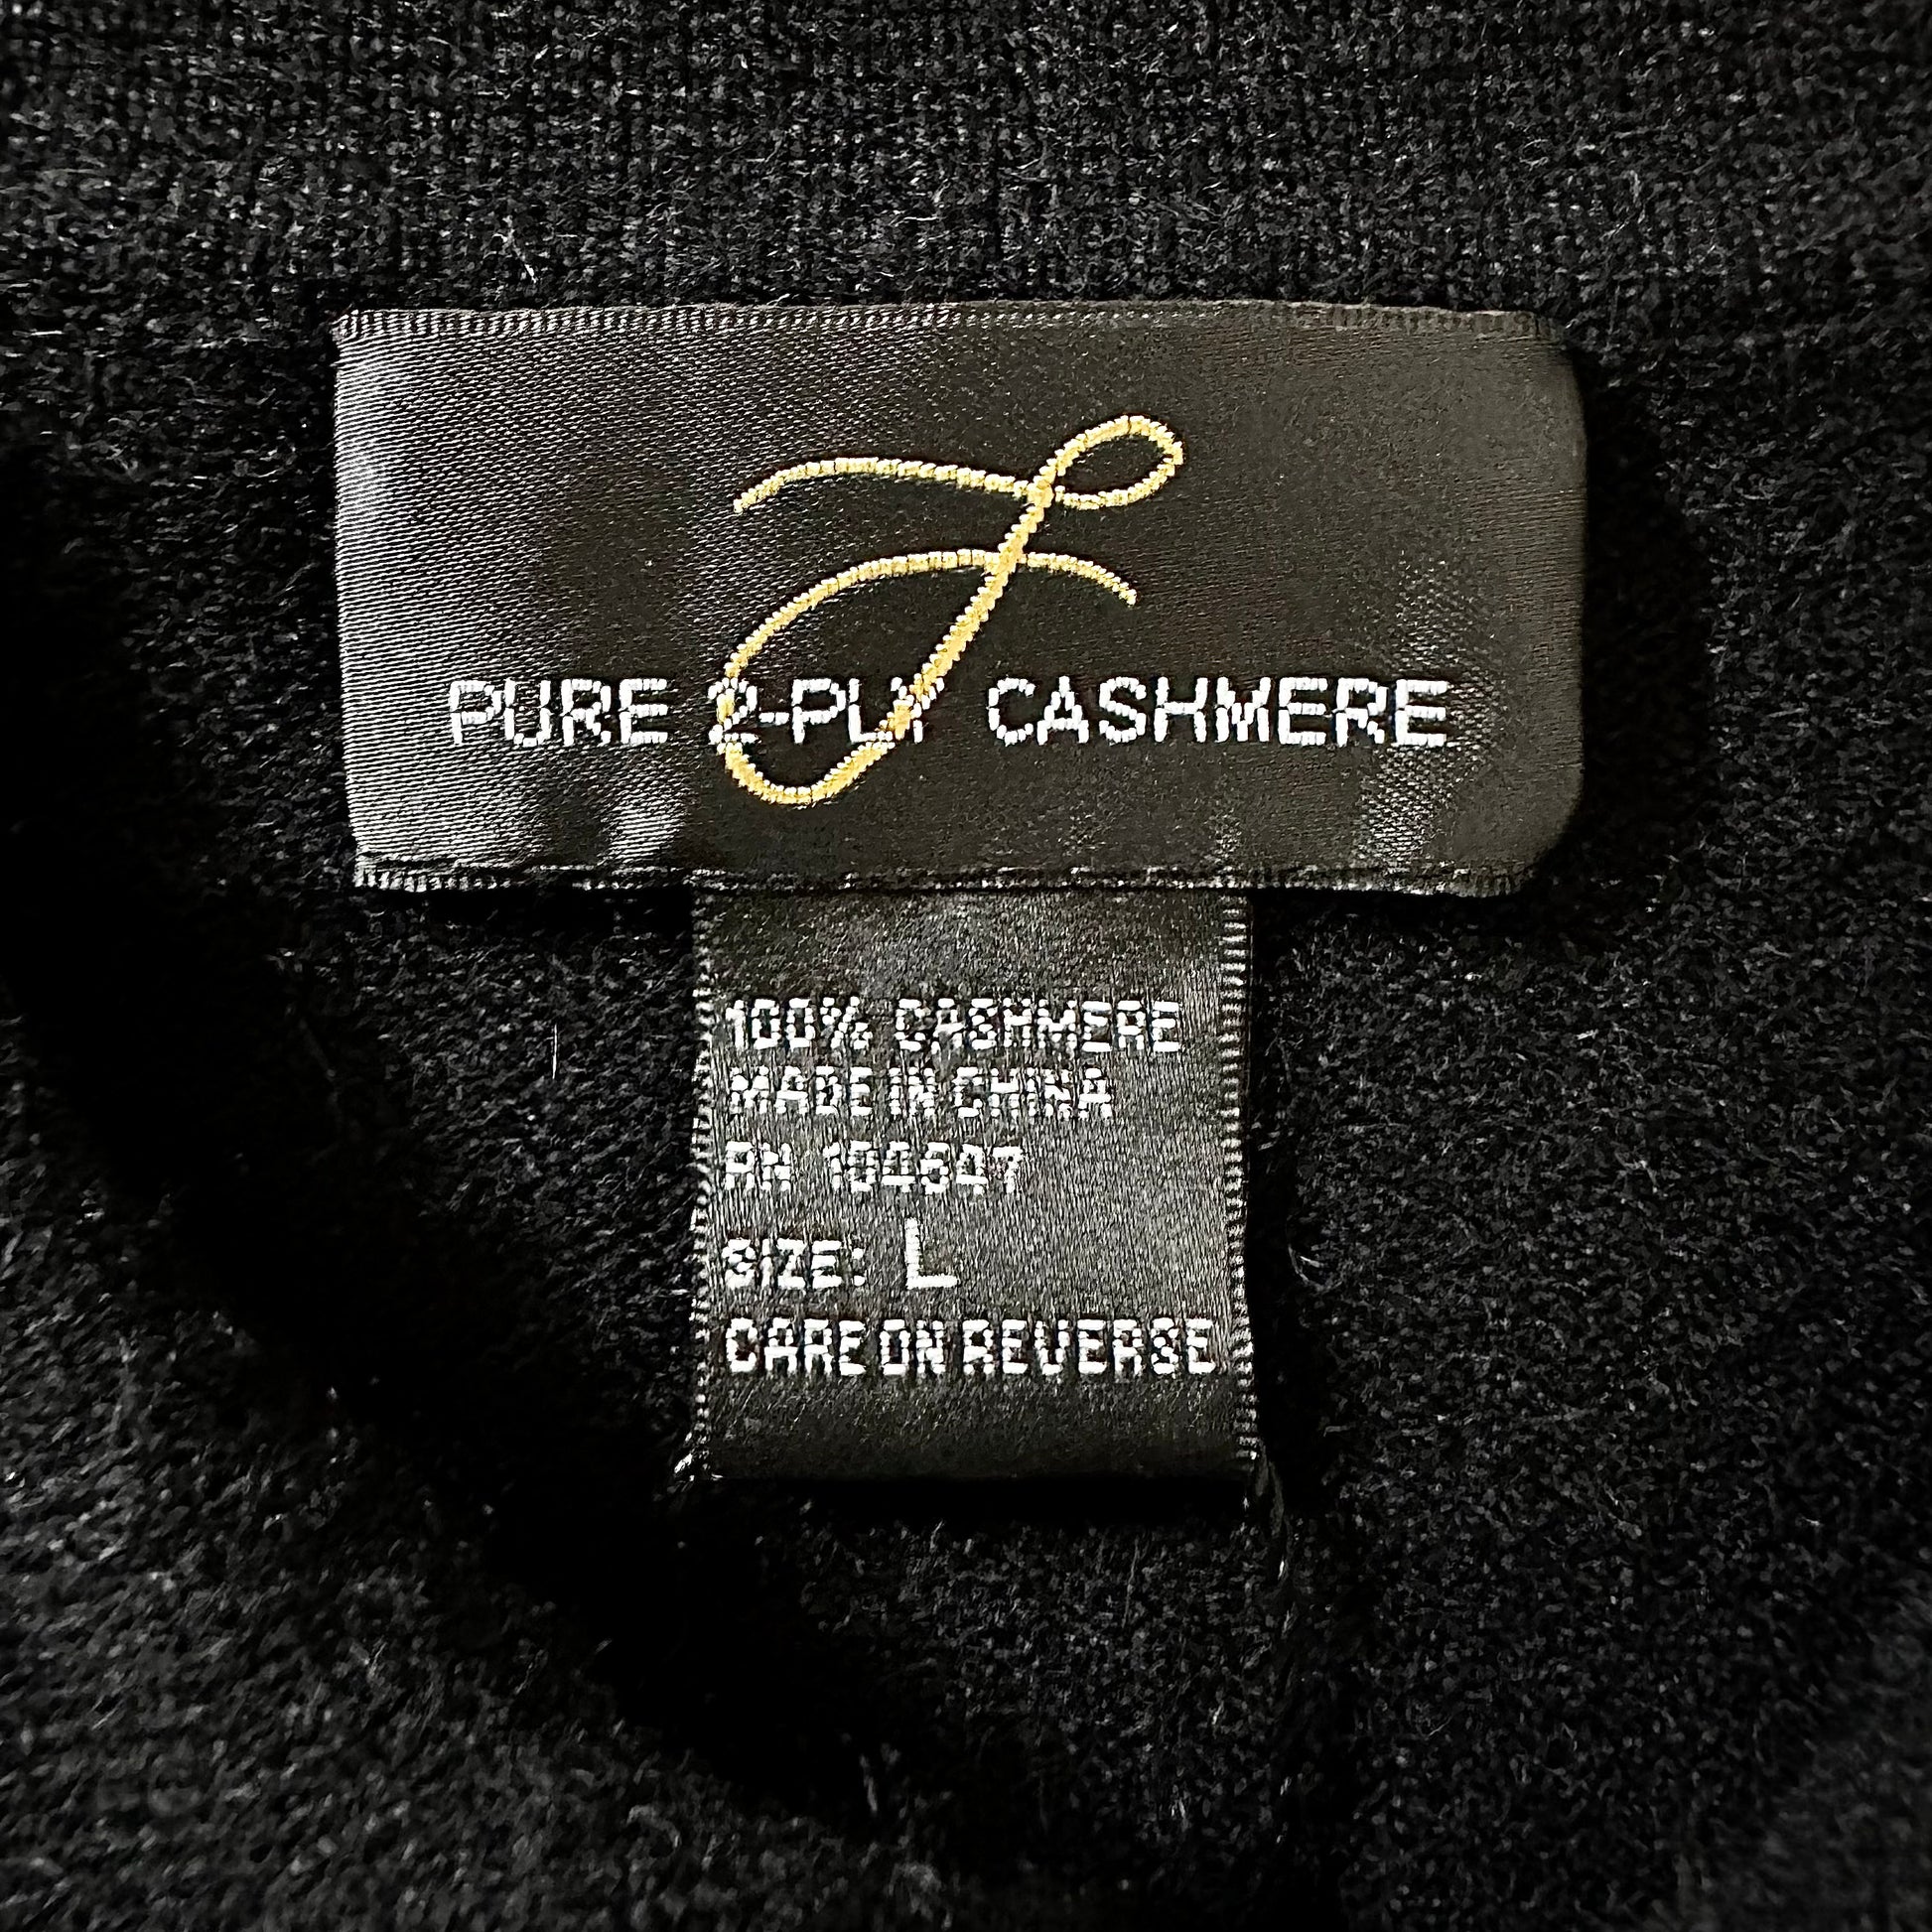 PURE 2-PLY CASHMERE
100% CASHMERE
MADE IN CHINA
RN 104647
SIZE: L
CARE ON REVERSE